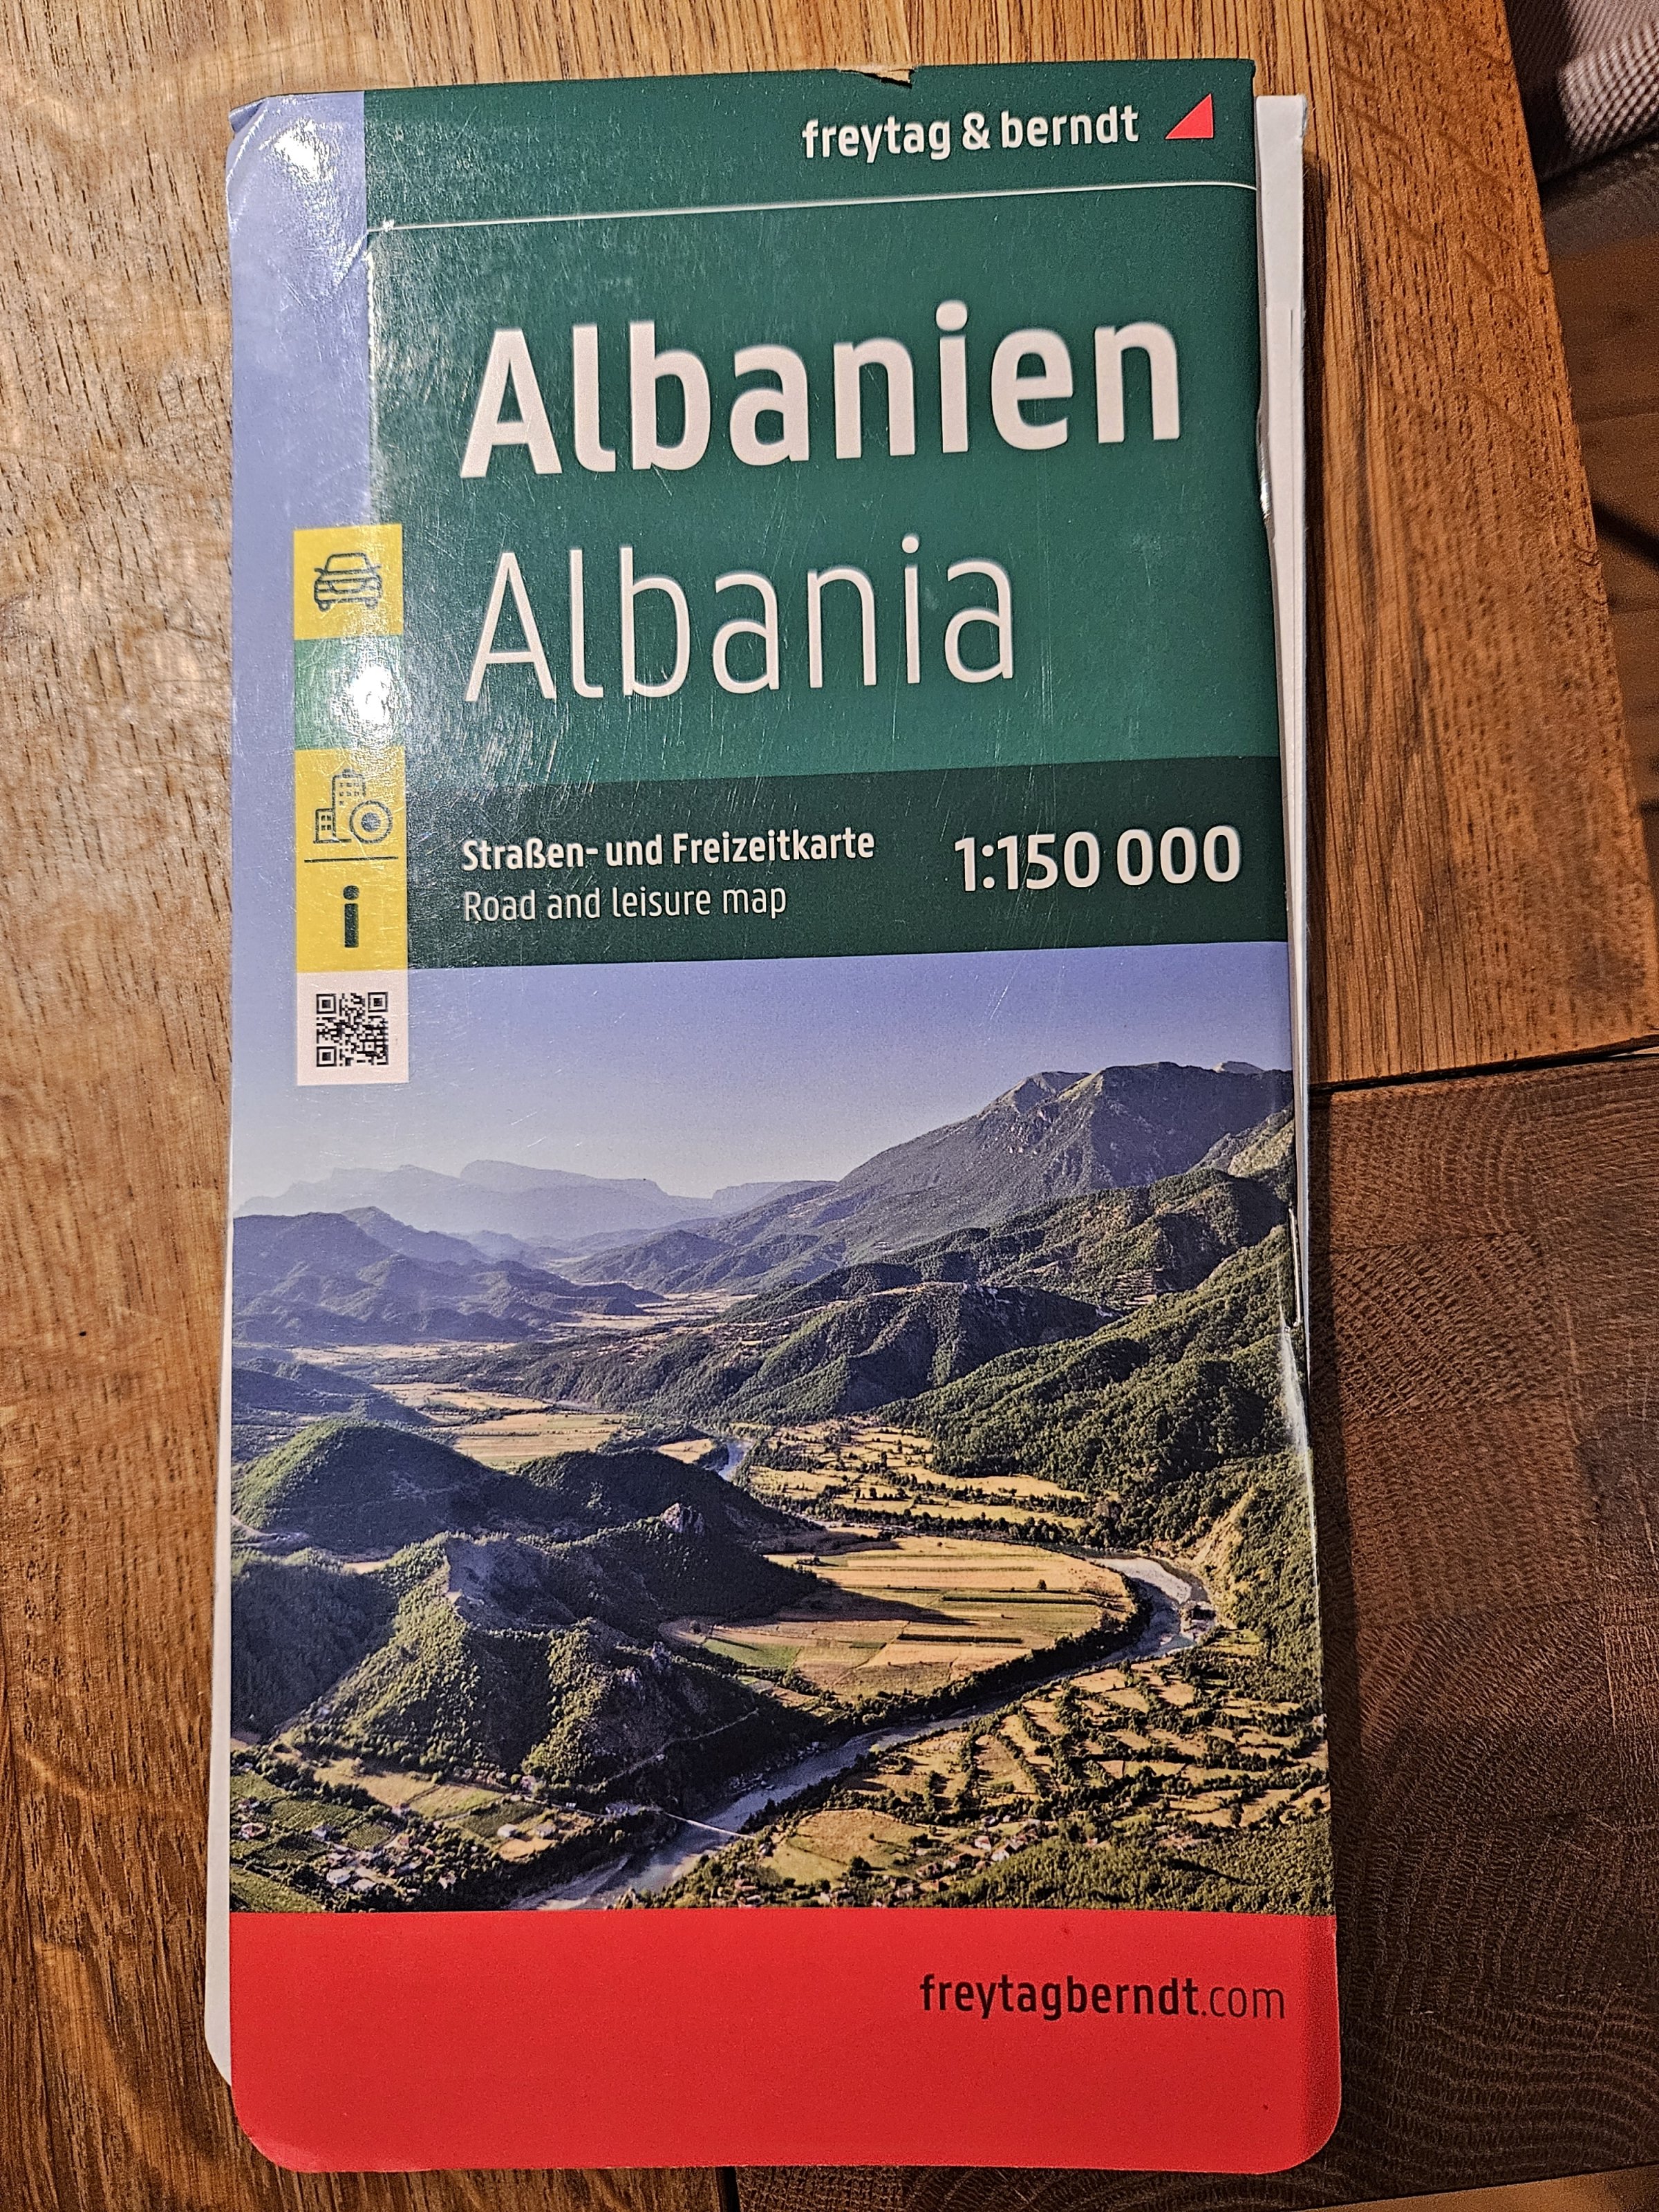 freytag & berndt
Albanien
Albania
Straßen- und Freizeitkarte
Road and leisure map
1:150 000
i
freytagberndt.com